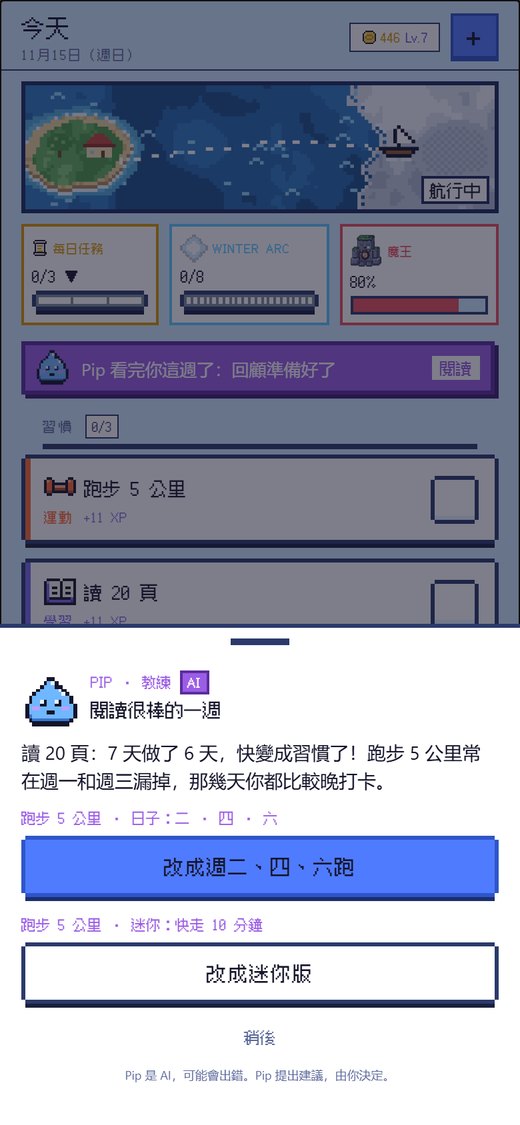 今天
11月15日（週日）
446 Lv.7
+
航行中
每日任務
0/3 ▼
WINTER ARC
0/8
魔王
80%
Pip 看完你這週了：回顧準備好了
閱讀
習慣 0/3
跑步 5 公里
運動 +11 XP
讀 20 頁
學習 +11 XP
PIP · 教練 AI
閱讀很棒的一週
讀 20 頁：7 天做了 6 天，快變成習慣了！跑步 5 公里常
在週一和週三漏掉，那幾天你都比較晚打卡。
跑步 5 公里 · 日子：二 · 四 · 六
改成週二、四、六跑
跑步 5 公里 · 迷你：快走 10 分鐘
改成迷你版
稍後
Pip 是 AI，可能會出錯。Pip 提出建議，由你決定。